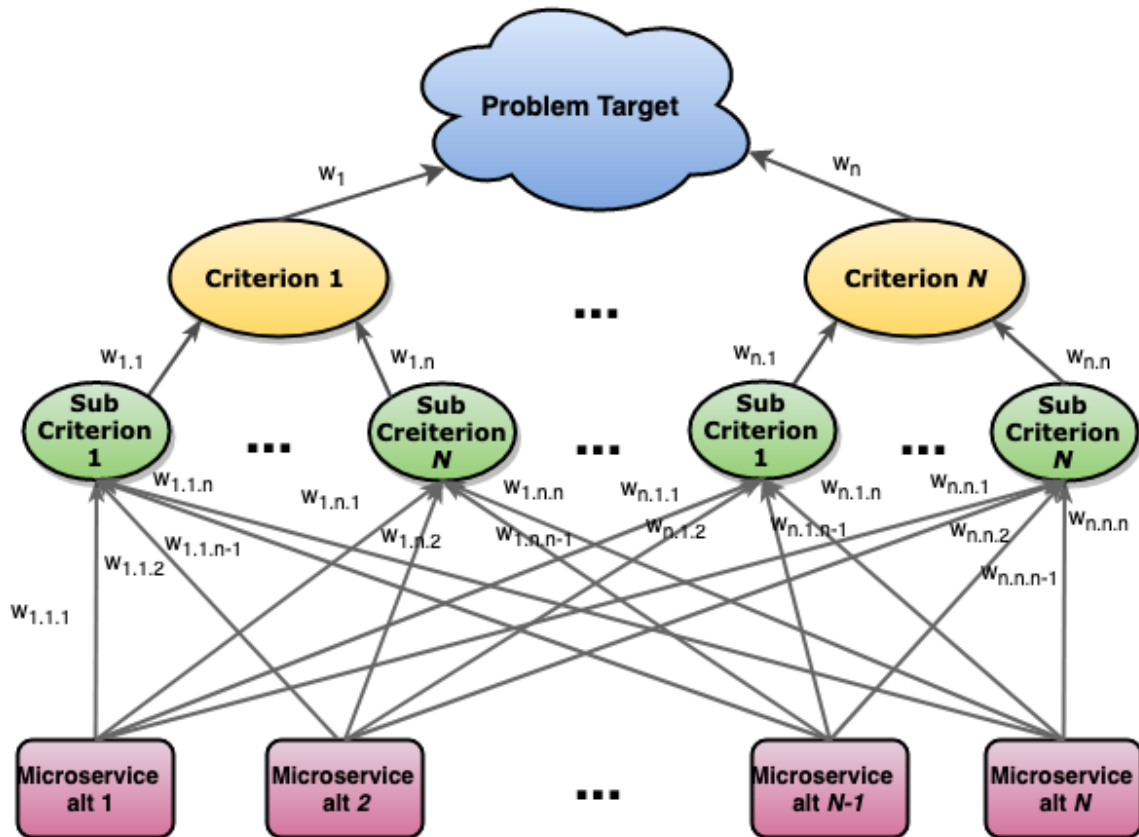 Problem Target
w1
wn
Criterion 1
...
Criterion N
w1.1
w1.n
wn.1
wn.n
Sub
Criterion
1
...
Sub
Creiterion
N
...
Sub
Criterion
1
...
Sub
Criterion
N
w1.1.n
w1.n.1
w1.n.n
wn.1.1
wn.1.n
wn.n.1
w1.1.2
w1.1.n-1
w1.n.2
w1.n.n-1
wn.1.2
wn.1.n-1
wn.n.2
wn.n.n
w1.1.1
wn.n.n-1
Microservice
alt 1
Microservice
alt 2
...
Microservice
alt N-1
Microservice
alt N